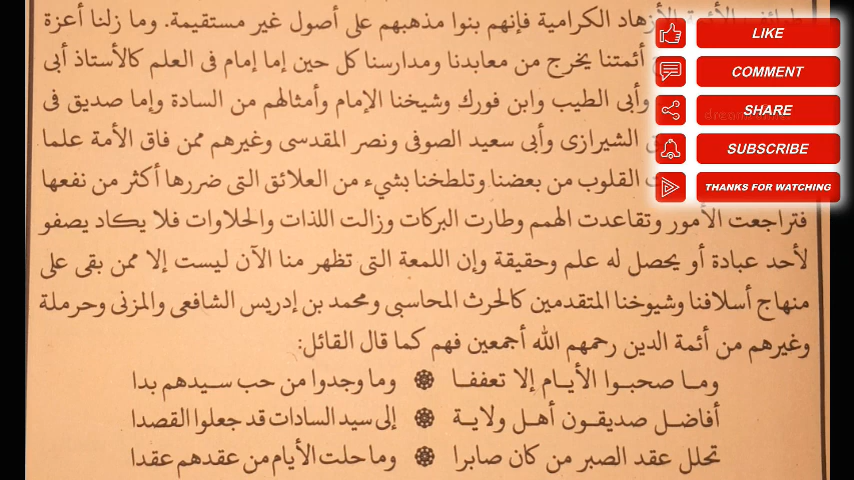 الكرامية فإنهم بنوا مذهبهم على أصول غير مستقيمة. وما زلنا أعزة
أئمتنا يخرج من معابدنا ومدارسنا كل حين إما إمام فى العلم كالأستاذ أبى
وأبى الطيب وابن فورك وشيخنا الإمام وأمثالهم من السادة وإما صديق فى
الشيرازى وأبى سعيد الصوفى ونصر المقدسى وغيرهم ممن فاق الأمة علما
القلوب من بعضنا وتلطخنا بشىء من العلائق التى ضررها أكثر من نفعها
فتراجعت الأمور وتقاعدت الهمم وطارت البركات وزالت اللذات والحلاوات فلا يكاد يصفو
لأحد عبادة أو يحصل له علم وحقيقة وإن اللمعة التى تظهر منا الآن ليست إلا ممن بقى على
منهاج أسلافنا وشيوخنا المتقدمين كالحرث المحاسبى ومحمد بن إدريس الشافعى والمزنى وحرملة
وغيرهم من أئمة الدين رحمهم الله أجمعين فهم كما قال القائل:
وما صحبوا الأيام إلا تعففا وما وجدوا من حب سيدهم بدا
أفاضل صديقون أهل ولاية إلى سيد السادات قد جعلوا القصدا
تحلل عقد الصبر من كان صابرا وما حلت الأيام من عقدهم عقدا
LIKE
COMMENT
SHARE
SUBSCRIBE
THANKS FOR WATCHING